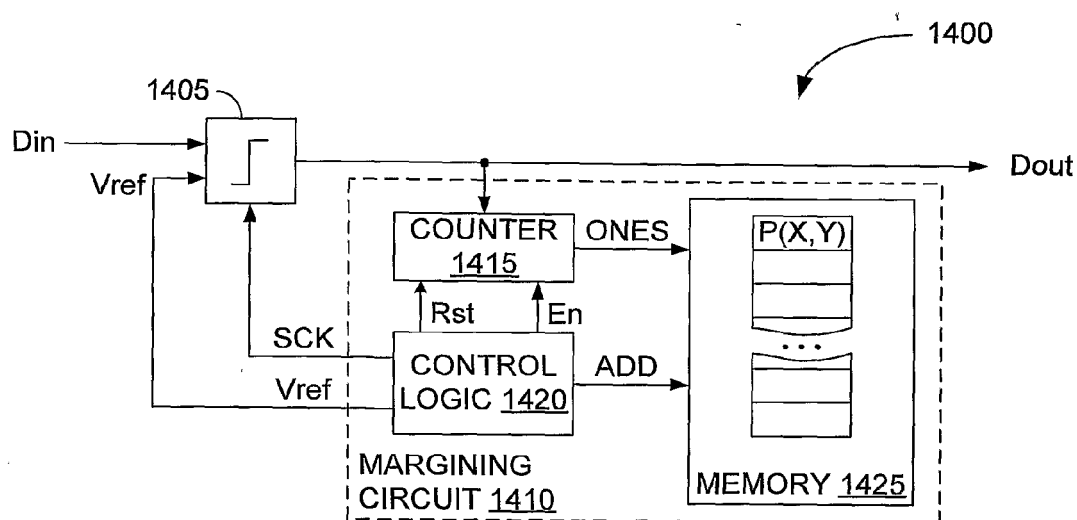 1400
1405
Din
Vref
Dout
COUNTER
1415
ONES
P(X,Y)
Rst
En
SCK
Vref
CONTROL
LOGIC 1420
ADD
MARGINING
CIRCUIT 1410
MEMORY 1425